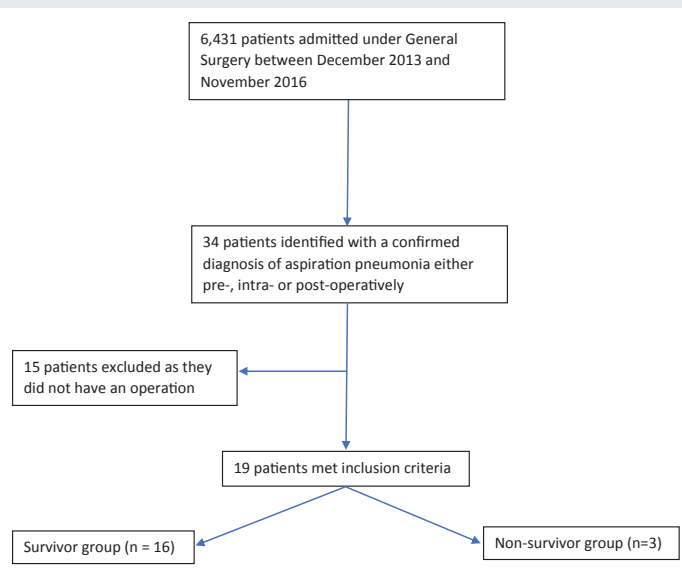 6,431 patients admitted under General
Surgery between December 2013 and
November 2016
34 patients identified with a confirmed
diagnosis of aspiration pneumonia either
pre-, intra- or post-operatively
15 patients excluded as they
did not have an operation
19 patients met inclusion criteria
Survivor group (n = 16)
Non-survivor group (n=3)